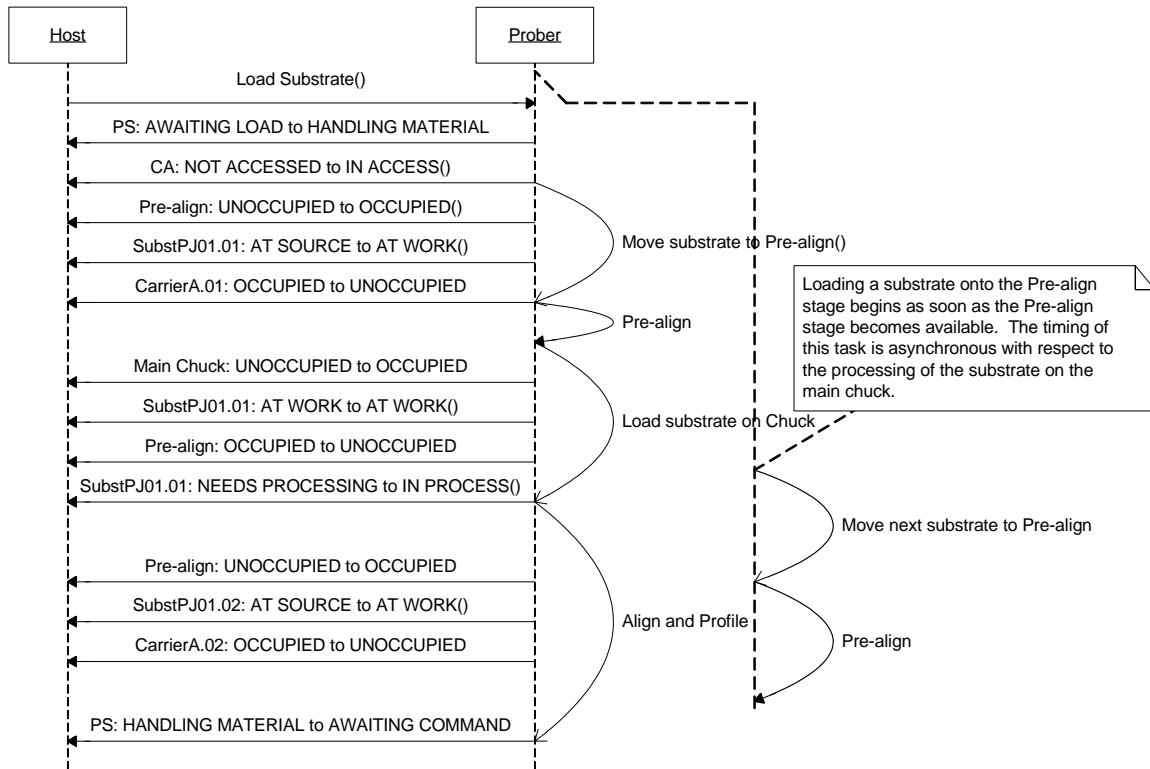 Host
Prober
Load Substrate()
PS: AWAITING LOAD to HANDLING MATERIAL
CA: NOT ACCESSED to IN ACCESS()
Pre-align: UNOCCUPIED to OCCUPIED()
Move substrate to Pre-align()
SubstPJ01.01: AT SOURCE to AT WORK()
CarrierA.01: OCCUPIED to UNOCCUPIED
Pre-align
Loading a substrate onto the Pre-align
stage begins as soon as the Pre-align
stage becomes available. The timing of
this task is asynchronous with respect to
the processing of the substrate on the
main chuck.
Main Chuck: UNOCCUPIED to OCCUPIED
SubstPJ01.01: AT WORK to AT WORK()
Load substrate on Chuck
Pre-align: OCCUPIED to UNOCCUPIED
SubstPJ01.01: NEEDS PROCESSING to IN PROCESS()
Move next substrate to Pre-align
Pre-align: UNOCCUPIED to OCCUPIED
SubstPJ01.02: AT SOURCE to AT WORK()
Align and Profile
CarrierA.02: OCCUPIED to UNOCCUPIED
Pre-align
PS: HANDLING MATERIAL to AWAITING COMMAND